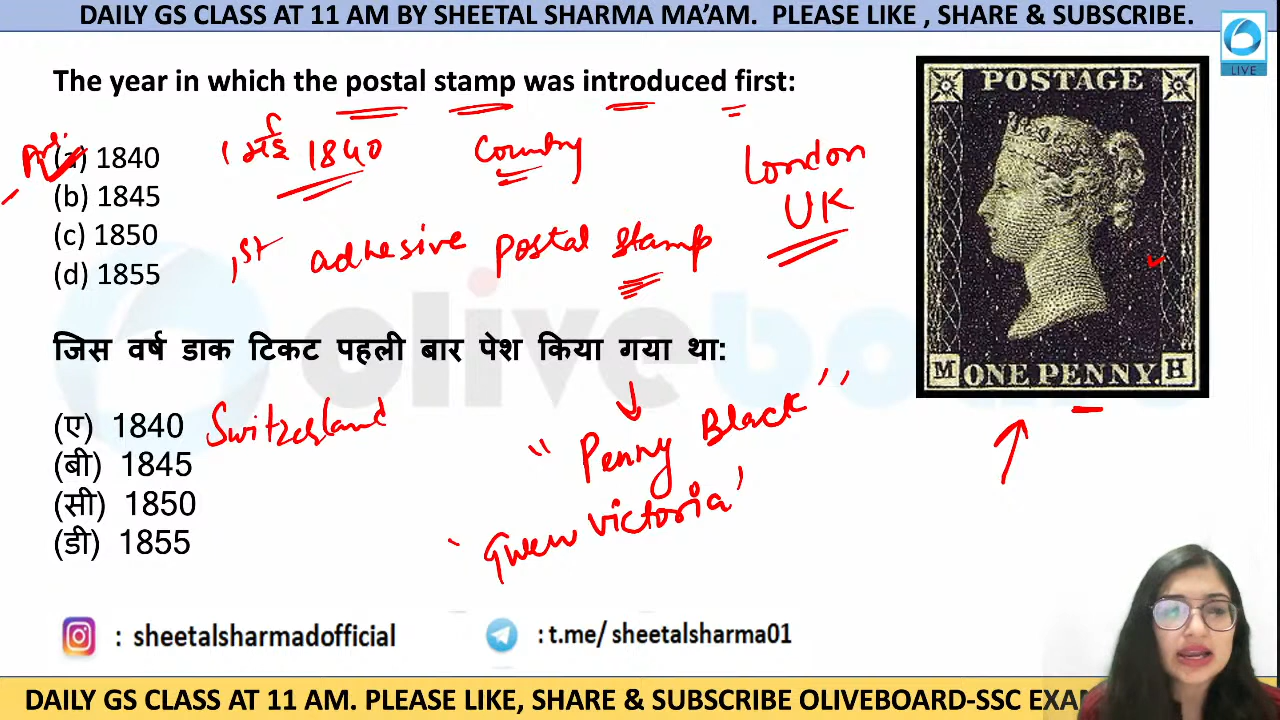 DAILY GS CLASS AT 11 AM BY SHEETAL SHARMA MA’AM. PLEASE LIKE , SHARE & SUBSCRIBE.
LIVE
The year in which the postal stamp was introduced first:
(a) 1840
(b) 1845
(c) 1850
(d) 1855
1 मई 1840
Country
London
UK
1st adhesive postal stamp
POSTAGE
M ONE PENNY. H
oliveboard
जिस वर्ष डाक टिकट पहली बार पेश किया गया था:
(ए) 1840
(बी) 1845
(सी) 1850
(डी) 1855
Switzerland
"Penny Black"
victoria'
: sheetalsharmadofficial
: t.me/ sheetalsharma01
DAILY GS CLASS AT 11 AM. PLEASE LIKE, SHARE & SUBSCRIBE OLIVEBOARD-SSC EXA